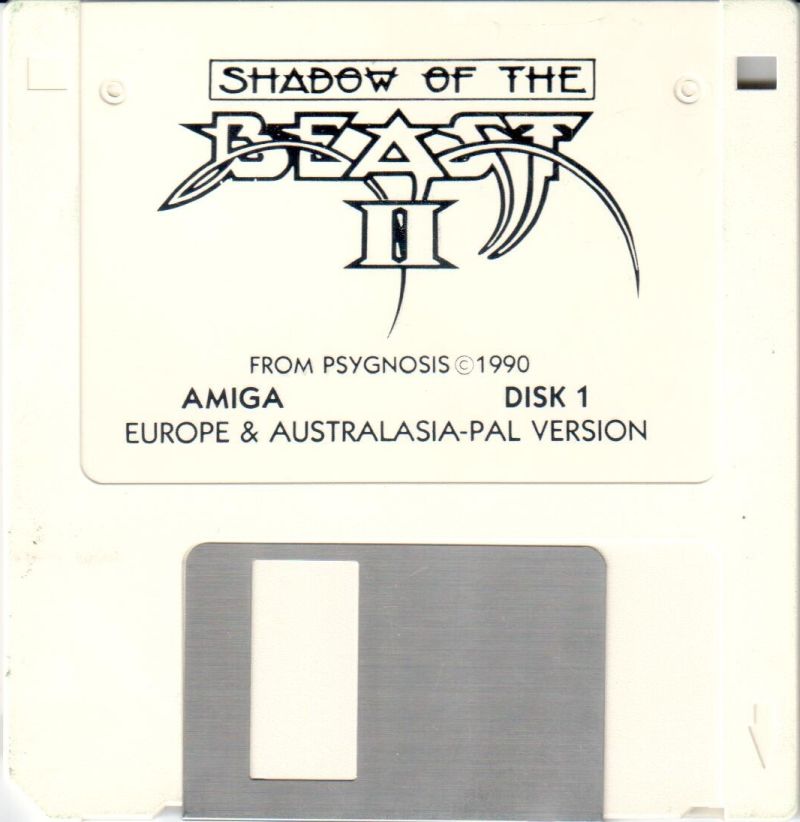 SHADOW OF THE
BEAST
II
FROM PSYGNOSIS © 1990
AMIGA DISK 1
EUROPE & AUSTRALASIA-PAL VERSION